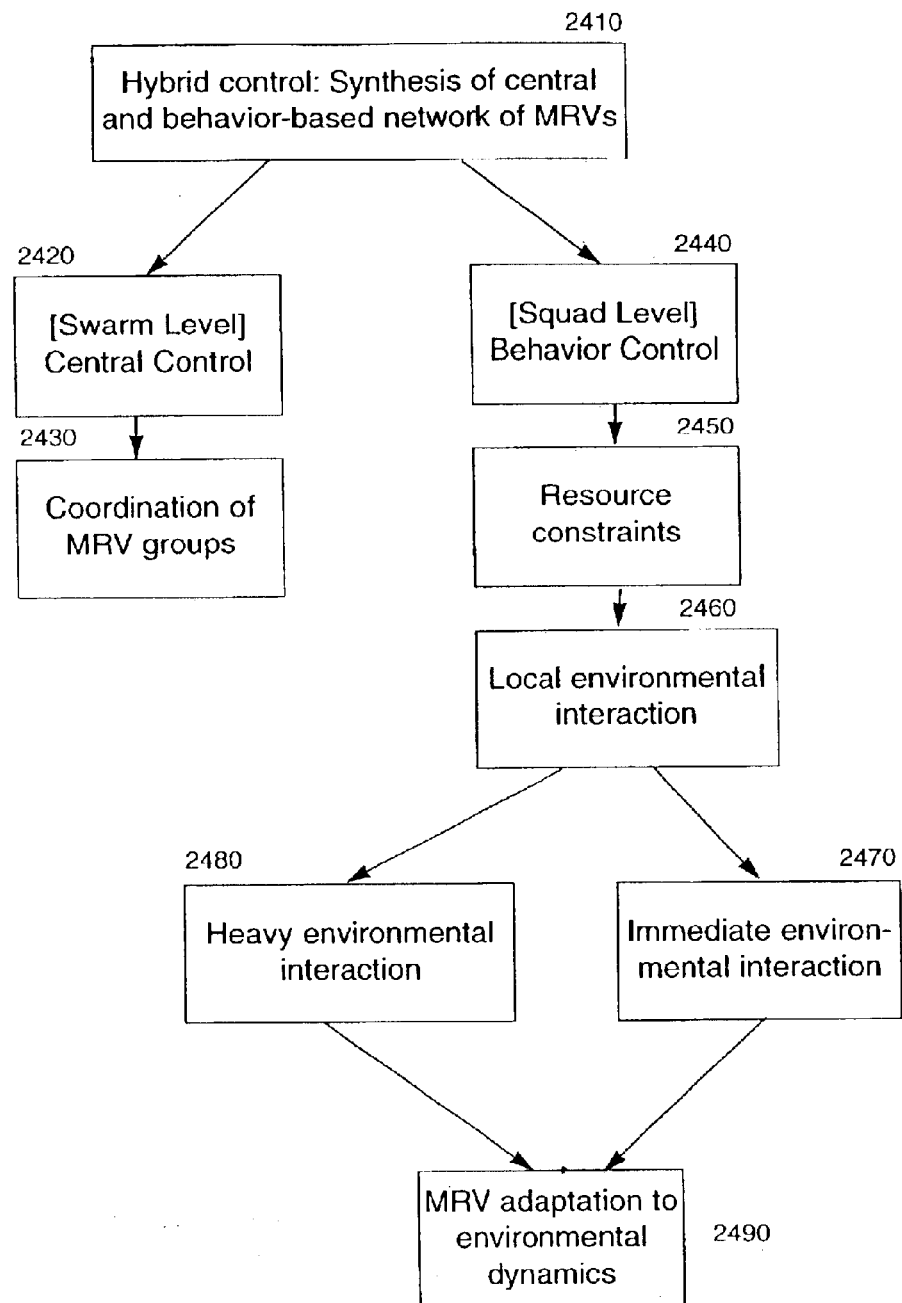 2410
Hybrid control: Synthesis of central
and behavior-based network of MRVs
2420
[Swarm Level]
Central Control
2440
[Squad Level]
Behavior Control
2430
Coordination of
MRV groups
2450
Resource
constraints
2460
Local environmental
interaction
2480
Heavy environmental
interaction
2470
Immediate environ-
mental interaction
MRV adaptation to
environmental
dynamics
2490